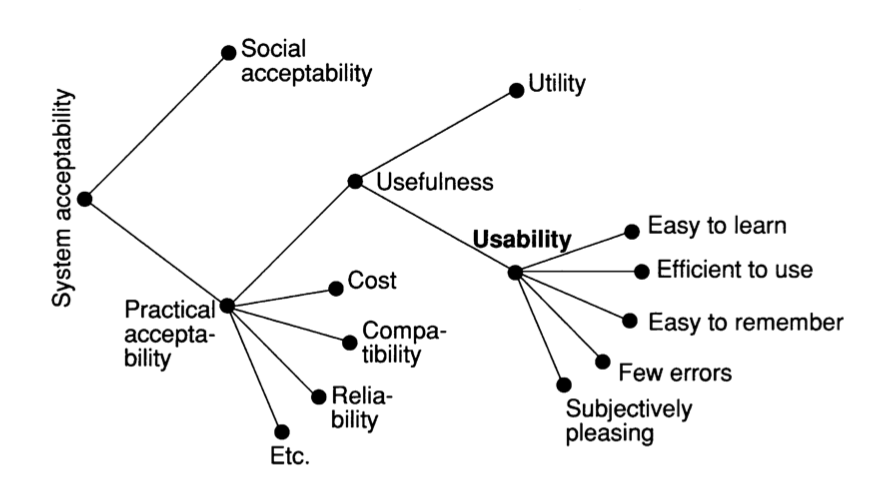 System acceptability
Social
acceptability
Practical
accepta-
bility
Usefulness
Cost
Compa-
tibility
Relia-
bility
Etc.
Utility
Usability
Easy to learn
Efficient to use
Easy to remember
Few errors
Subjectively
pleasing